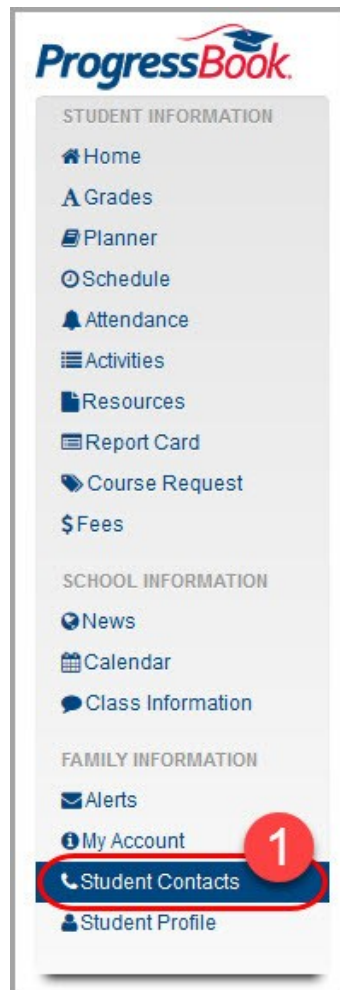 ProgressBook
STUDENT INFORMATION
Home
A Grades
Planner
Schedule
Attendance
Activities
Resources
Report Card
Course Request
$ Fees
SCHOOL INFORMATION
News
Calendar
Class Information
FAMILY INFORMATION
Alerts
My Account
1
Student Contacts
Student Profile